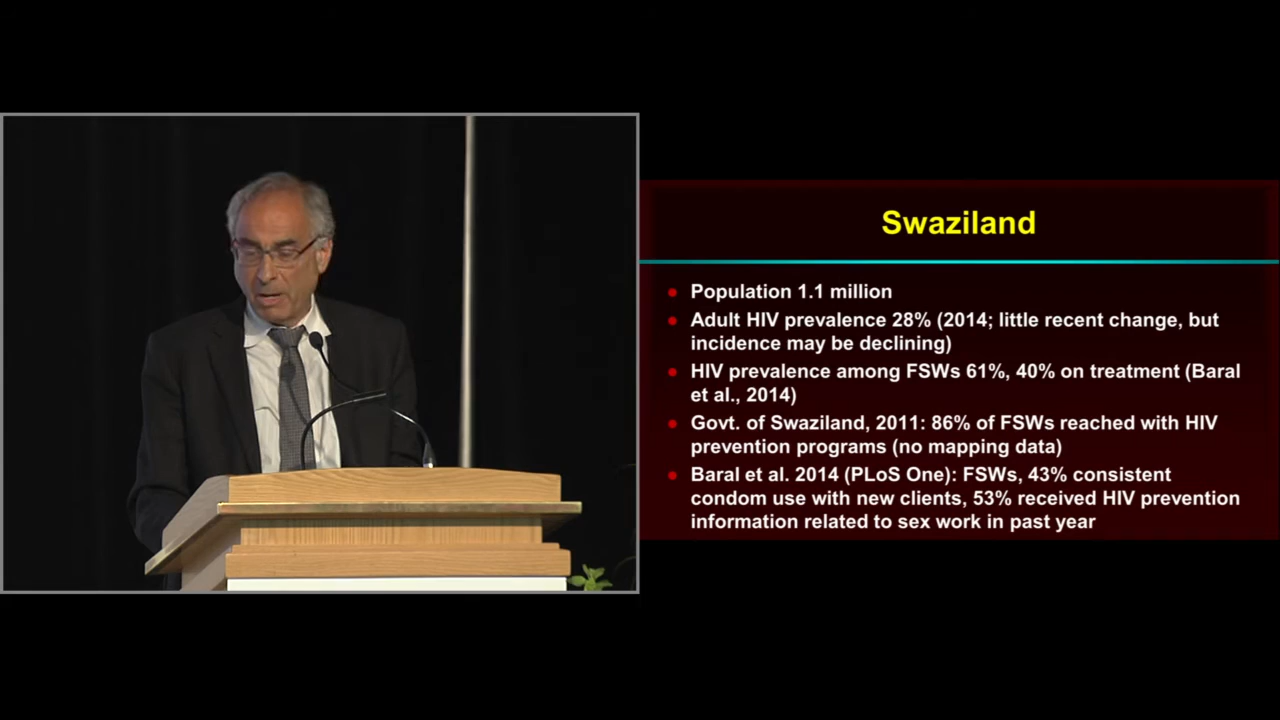 Swaziland
Population 1.1 million
Adult HIV prevalence 28% (2014; little recent change, but
incidence may be declining)
HIV prevalence among FSWs 61%, 40% on treatment (Baral
et al., 2014)
Govt. of Swaziland, 2011: 86% of FSWs reached with HIV
prevention programs (no mapping data)
Baral et al. 2014 (PLoS One): FSWs, 43% consistent
condom use with new clients, 53% received HIV prevention
information related to sex work in past year